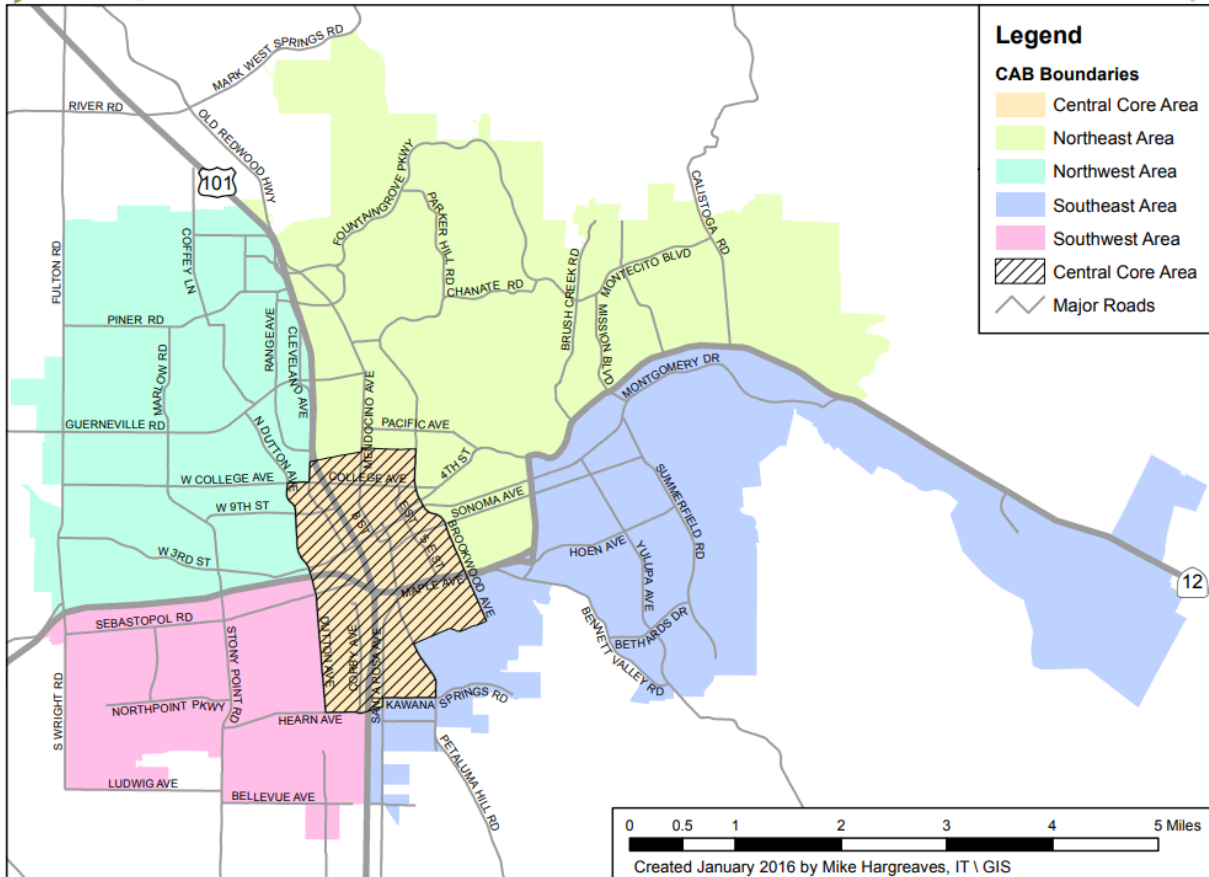 Legend
CAB Boundaries
Central Core Area
Northeast Area
Northwest Area
Southeast Area
Southwest Area
Central Core Area
Major Roads
MARK WEST SPRINGS RD
RIVER RD
OLD REDWOOD HWY
101
FOUNTAINGROVE PKWY
PARKER HILL RD
CALISTOGA RD
COFFEY LN
FULTON RD
BRUSH CREEK RD
MONTECITO BLVD
CHANATE RD
MISSION BLVD
PINER RD
RANGE AVE
CLEVELAND AVE
MARLOW RD
MONTGOMERY DR
MENDOCINO AVE
GUERNEVILLE RD
N DUTTON AVE
PACIFIC AVE
4TH ST
W COLLEGE AVE
COLLEGE AVE
SUMMERFIELD RD
SONOMA AVE
W 9TH ST
B ST
E ST
S E ST
BROOKWOOD AVE
HOEN AVE
YULUPA AVE
W 3RD ST
MAPLE AVE
12
SEBASTOPOL RD
STONY POINT RD
DUTTON AVE
CORBY AVE
SANTA ROSA AVE
BENNETT VALLEY RD
BETHARDS DR
S WRIGHT RD
NORTHPOINT PKWY
HEARN AVE
KAWANA SPRINGS RD
PETALUMA HILL RD
LUDWIG AVE
BELLEVUE AVE
0 0.5 1 2 3 4 5 Miles
Created January 2016 by Mike Hargreaves, IT \ GIS